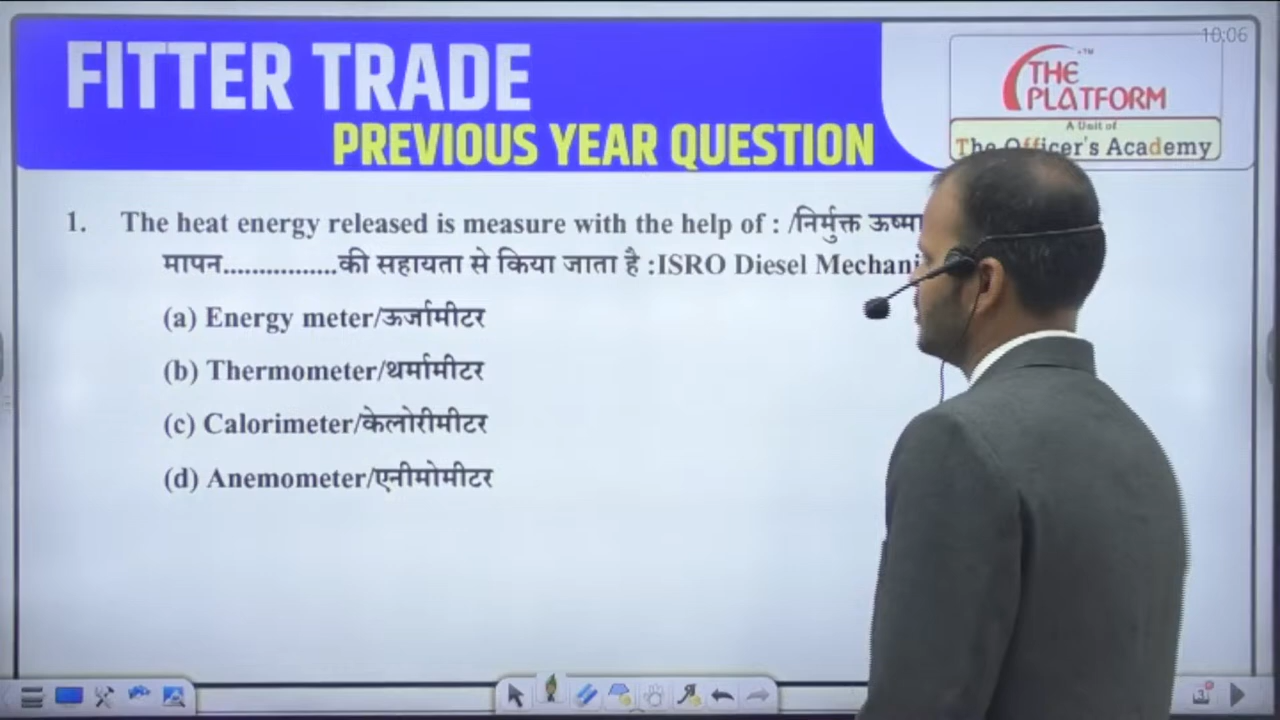 FITTER TRADE
PREVIOUS YEAR QUESTION
10:06
THE
PLATFORM
A Unit of
The Officer's Academy
1. The heat energy released is measure with the help of : /निर्मुक्त ऊष्मा
मापन................की सहायता से किया जाता है :ISRO Diesel
(a) Energy meter/ऊर्जामीटर
(b) Thermometer/थर्मामीटर
(c) Calorimeter/केलोरीमीटर
(d) Anemometer/एनीमोमीटर